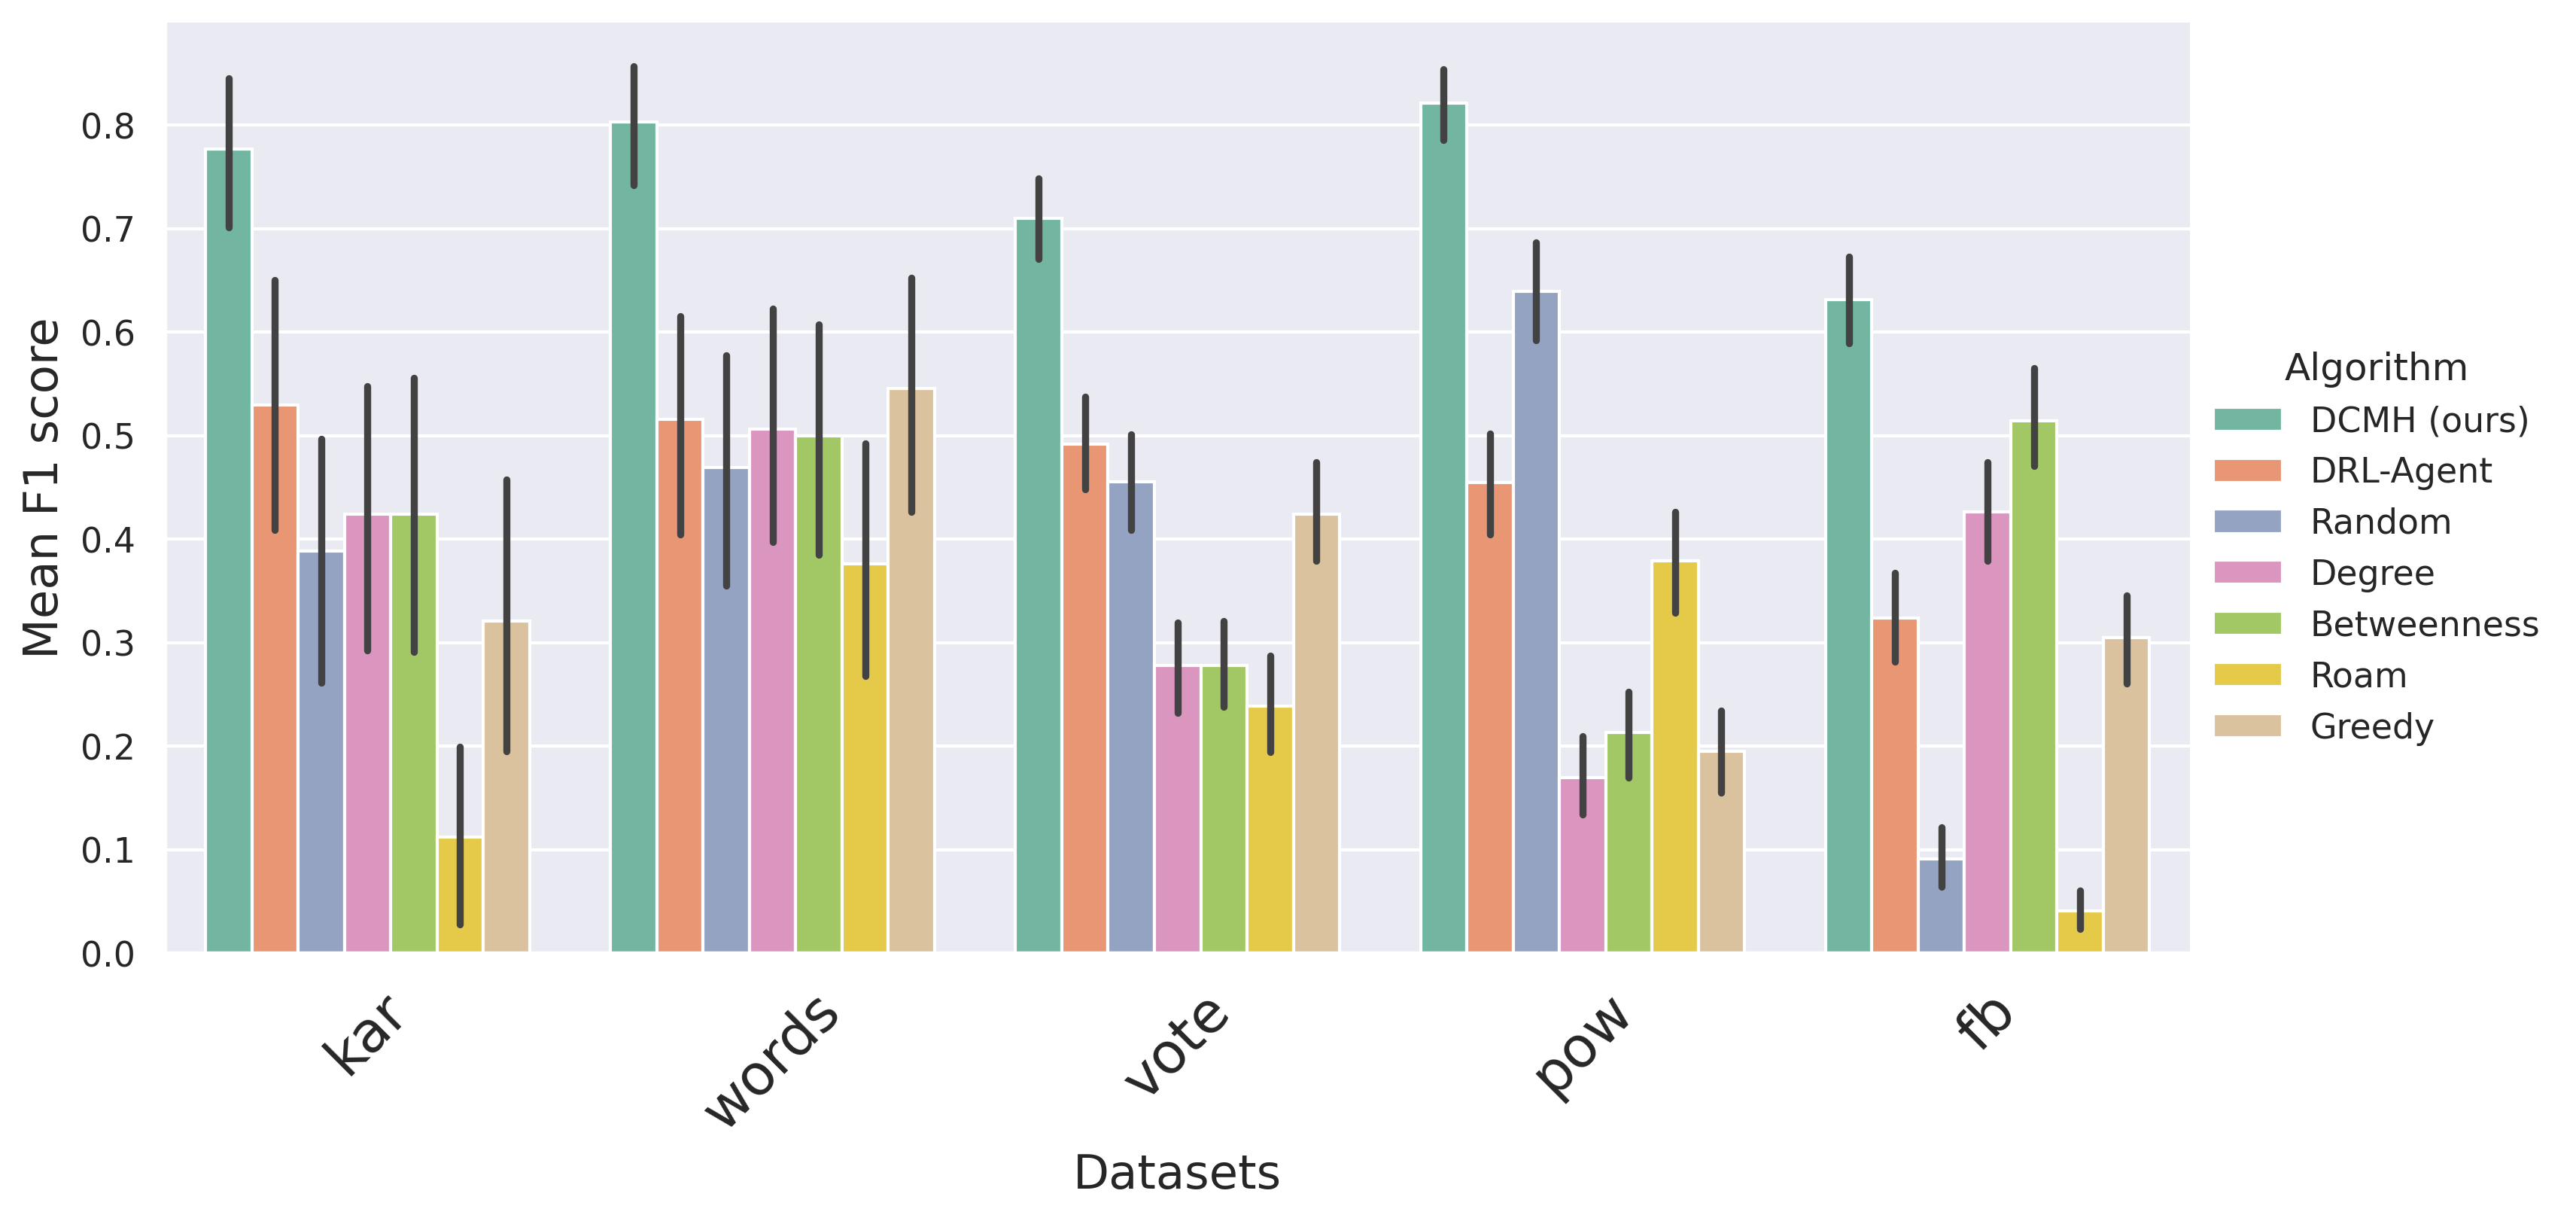 Mean F1 score
0.8
0.7
0.6
0.5
0.4
0.3
0.2
0.1
0.0
kar
words
vote
pow
fb
Datasets
Algorithm
DCMH (ours)
DRL-Agent
Random
Degree
Betweenness
Roam
Greedy